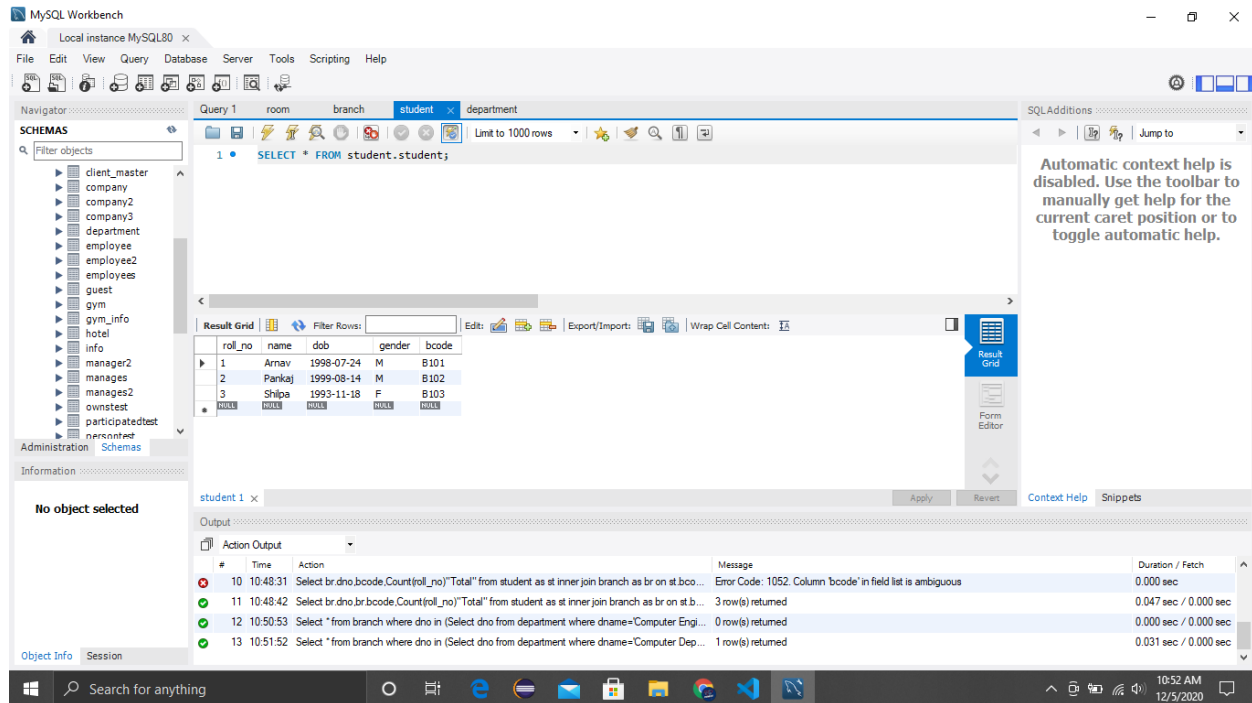 MySQL Workbench
Local instance MySQL80
File Edit View Query Database Server Tools Scripting Help
Navigator
SCHEMAS
Filter objects
client_master
company
company2
company3
department
employee
employee2
employees
guest
gym
gym_info
hotel
info
manager2
manages
manages2
ownstest
participatedtest
persontest
Administration Schemas
Information
No object selected
Object Info Session
Query 1 room branch student department
Limit to 1000 rows
1 SELECT * FROM student.student;
Result Grid Filter Rows: Edit: Export/Import: Wrap Cell Content:
roll_no name dob gender bcode
1 Arnav 1998-07-24 M B101
2 Pankaj 1999-08-14 M B102
3 Shilpa 1993-11-18 F B103
NULL NULL NULL NULL NULL
Result Grid
Form Editor
student 1
Apply Revert
Output
Action Output
# Time Action Message Duration / Fetch
10 10:48:31 Select br.dno,bcode,Count(roll_no)"Total" from student as st inner join branch as br on st.bco... Error Code: 1052. Column 'bcode' in field list is ambiguous 0.000 sec
11 10:48:42 Select br.dno,br.bcode,Count(roll_no)"Total" from student as st inner join branch as br on st.b... 3 row(s) returned 0.047 sec / 0.000 sec
12 10:50:53 Select * from branch where dno in (Select dno from department where dname='Computer Engi... 0 row(s) returned 0.000 sec / 0.000 sec
13 10:51:52 Select * from branch where dno in (Select dno from department where dname='Computer Dep... 1 row(s) returned 0.031 sec / 0.000 sec
SQLAdditions
Jump to
Automatic context help is
disabled. Use the toolbar to
manually get help for the
current caret position or to
toggle automatic help.
Context Help Snippets
Search for anything
10:52 AM
12/5/2020